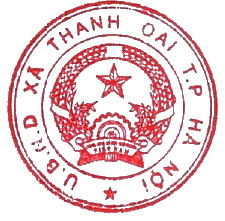 U.B.N.D XÃ THANH OAI T.P HÀ NỘI